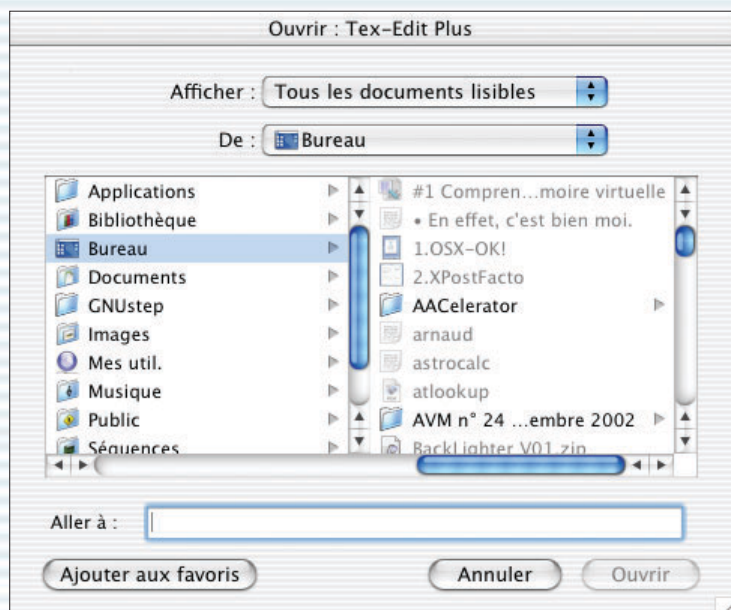 Ouvrir : Tex-Edit Plus
Afficher : Tous les documents lisibles
De : Bureau
Applications
Bibliothèque
Bureau
Documents
GNUstep
Images
Mes util.
Musique
Public
Séquences
#1 Compren...moire virtuelle
• En effet, c'est bien moi.
1.OSX-OK!
2.XPostFacto
AACelerator
arnaud
astrocalc
atlookup
AVM n° 24 ...embre 2002
BackLighter V01.zip
Aller à :
Ajouter aux favoris Annuler Ouvrir